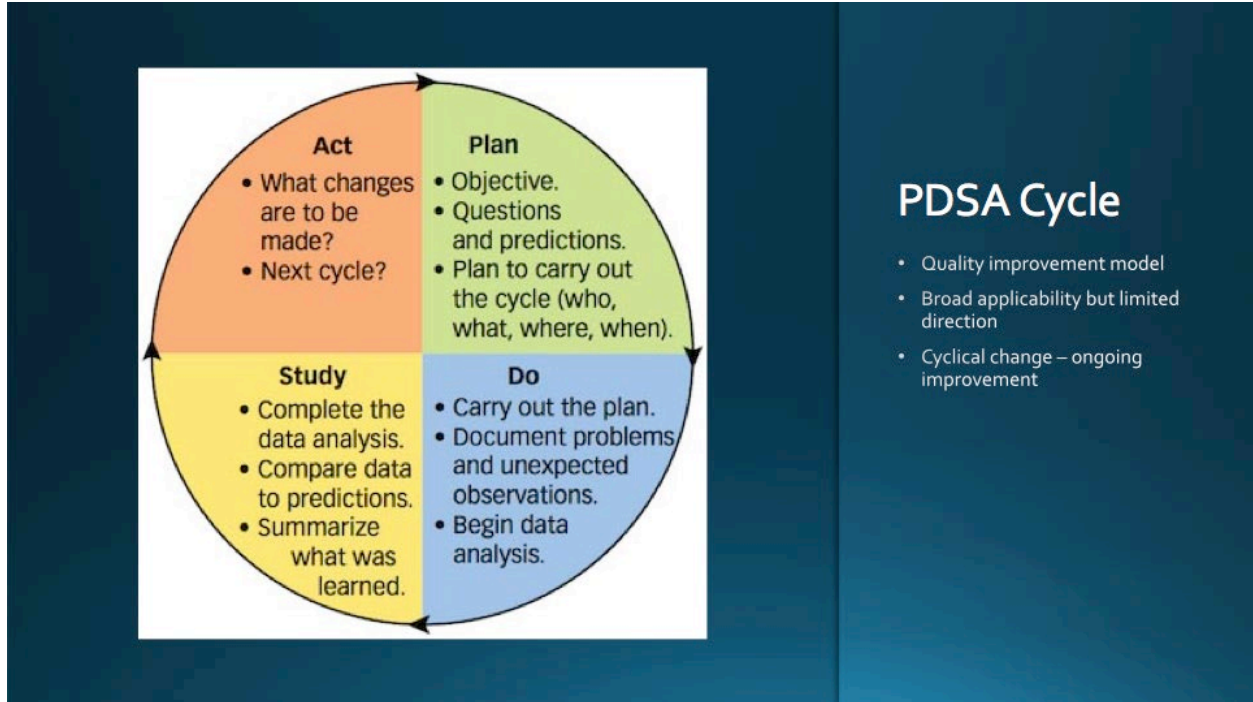 Act
• What changes
are to be
made?
• Next cycle?
Plan
• Objective.
• Questions
and predictions.
• Plan to carry out
the cycle (who,
what, where, when).
Study
• Complete the
data analysis.
• Compare data
to predictions.
• Summarize
what was
learned.
Do
• Carry out the plan.
• Document problems
and unexpected
observations.
• Begin data
analysis.
PDSA Cycle
• Quality improvement model
• Broad applicability but limited
direction
• Cyclical change – ongoing
improvement